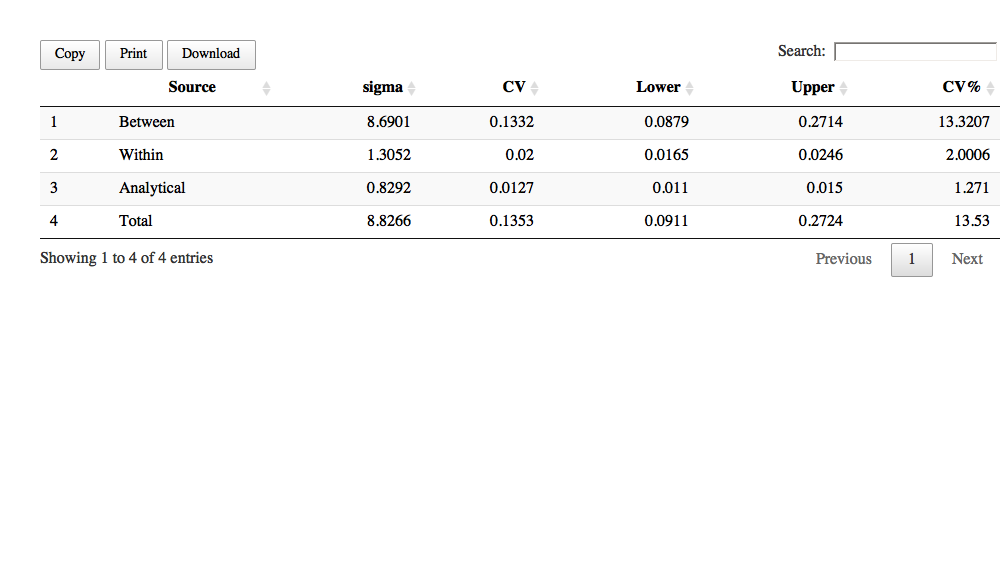 Copy Print Download Search:
Source sigma CV Lower Upper CV%
1 Between 8.6901 0.1332 0.0879 0.2714 13.3207
2 Within 1.3052 0.02 0.0165 0.0246 2.0006
3 Analytical 0.8292 0.0127 0.011 0.015 1.271
4 Total 8.8266 0.1353 0.0911 0.2724 13.53
Showing 1 to 4 of 4 entries Previous 1 Next